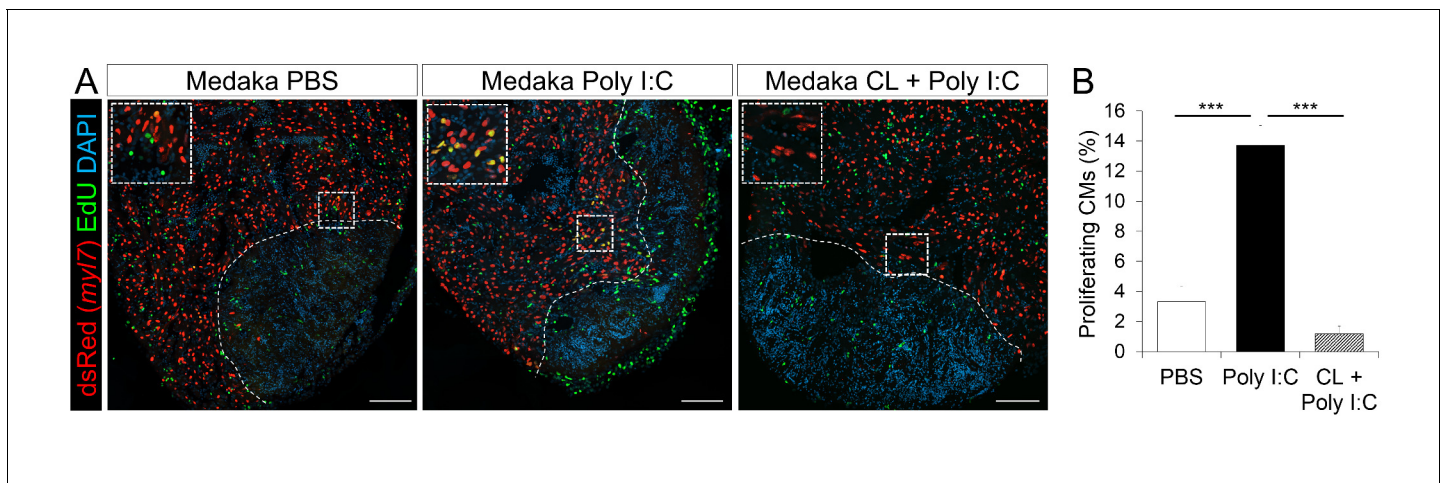 A
Medaka PBS
Medaka Poly I:C
Medaka CL + Poly I:C
dsRed (myl7) EdU DAPI
B
*** ***
Proliferating CMs (%)
16
14
12
10
8
6
4
2
0
PBS
Poly I:C
CL +
Poly I:C